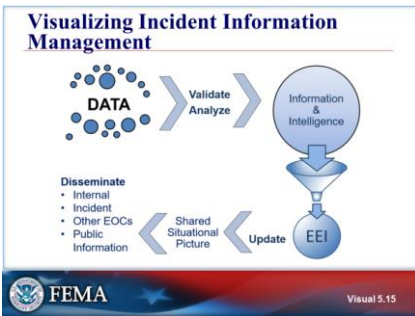 Visualizing Incident Information
Management
DATA
Validate
Analyze
Information
&
Intelligence
EEI
Update
Shared
Situational
Picture
Disseminate
• Internal
• Incident
• Other EOCs
• Public
Information
FEMA
Visual 5.15